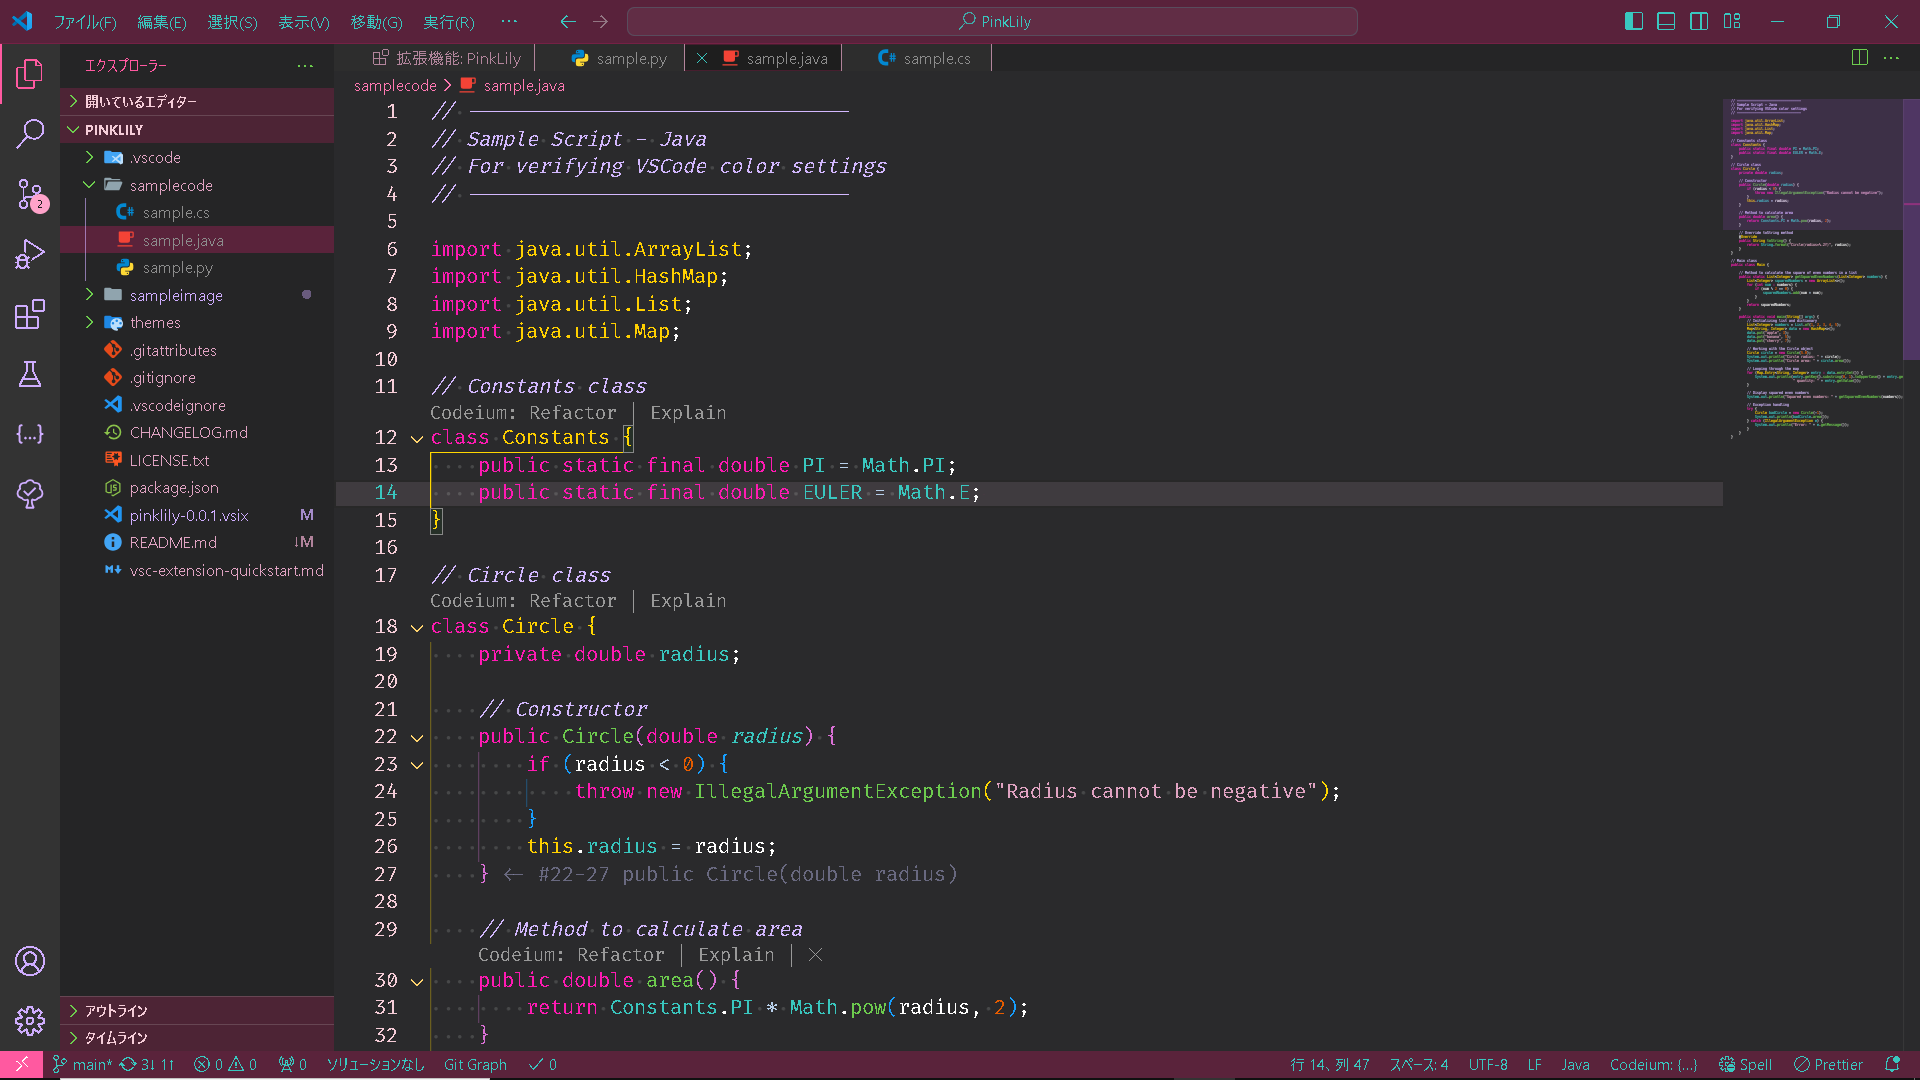 ファイル(F) 編集(E) 選択(S) 表示(V) 移動(G) 実行(R) ··· PinkLily
エクスプローラー ···
開いているエディター
PINKLILY
.vscode
samplecode
sample.cs
sample.java
sample.py
sampleimage
themes
.gitattributes
.gitignore
.vscodeignore
CHANGELOG.md
LICENSE.txt
package.json
pinklily-0.0.1.vsix M
README.md ↓M
vsc-extension-quickstart.md
アウトライン
タイムライン
2
拡張機能: PinkLily sample.py sample.java sample.cs
samplecode > sample.java
1 // ────────────────────────────────
2 // Sample Script - Java
3 // For verifying VSCode color settings
4 // ────────────────────────────────
5
6 import java.util.ArrayList;
7 import java.util.HashMap;
8 import java.util.List;
9 import java.util.Map;
10
11 // Constants class
Codeium: Refactor | Explain
12 class Constants {
13 public static final double PI = Math.PI;
14 public static final double EULER = Math.E;
15 }
16
17 // Circle class
Codeium: Refactor | Explain
18 class Circle {
19 private double radius;
20
21 // Constructor
22 public Circle(double radius) {
23 if (radius < 0) {
24 throw new IllegalArgumentException("Radius cannot be negative");
25 }
26 this.radius = radius;
27 } ← #22-27 public Circle(double radius)
28
29 // Method to calculate area
Codeium: Refactor | Explain | ×
30 public double area() {
31 return Constants.PI * Math.pow(radius, 2);
32 }
main* 3↓ 1↑ 0 0 0 ソリューションなし Git Graph ✓ 0 行 14、列 47 スペース: 4 UTF-8 LF Java Codeium: {...} Spell Prettier